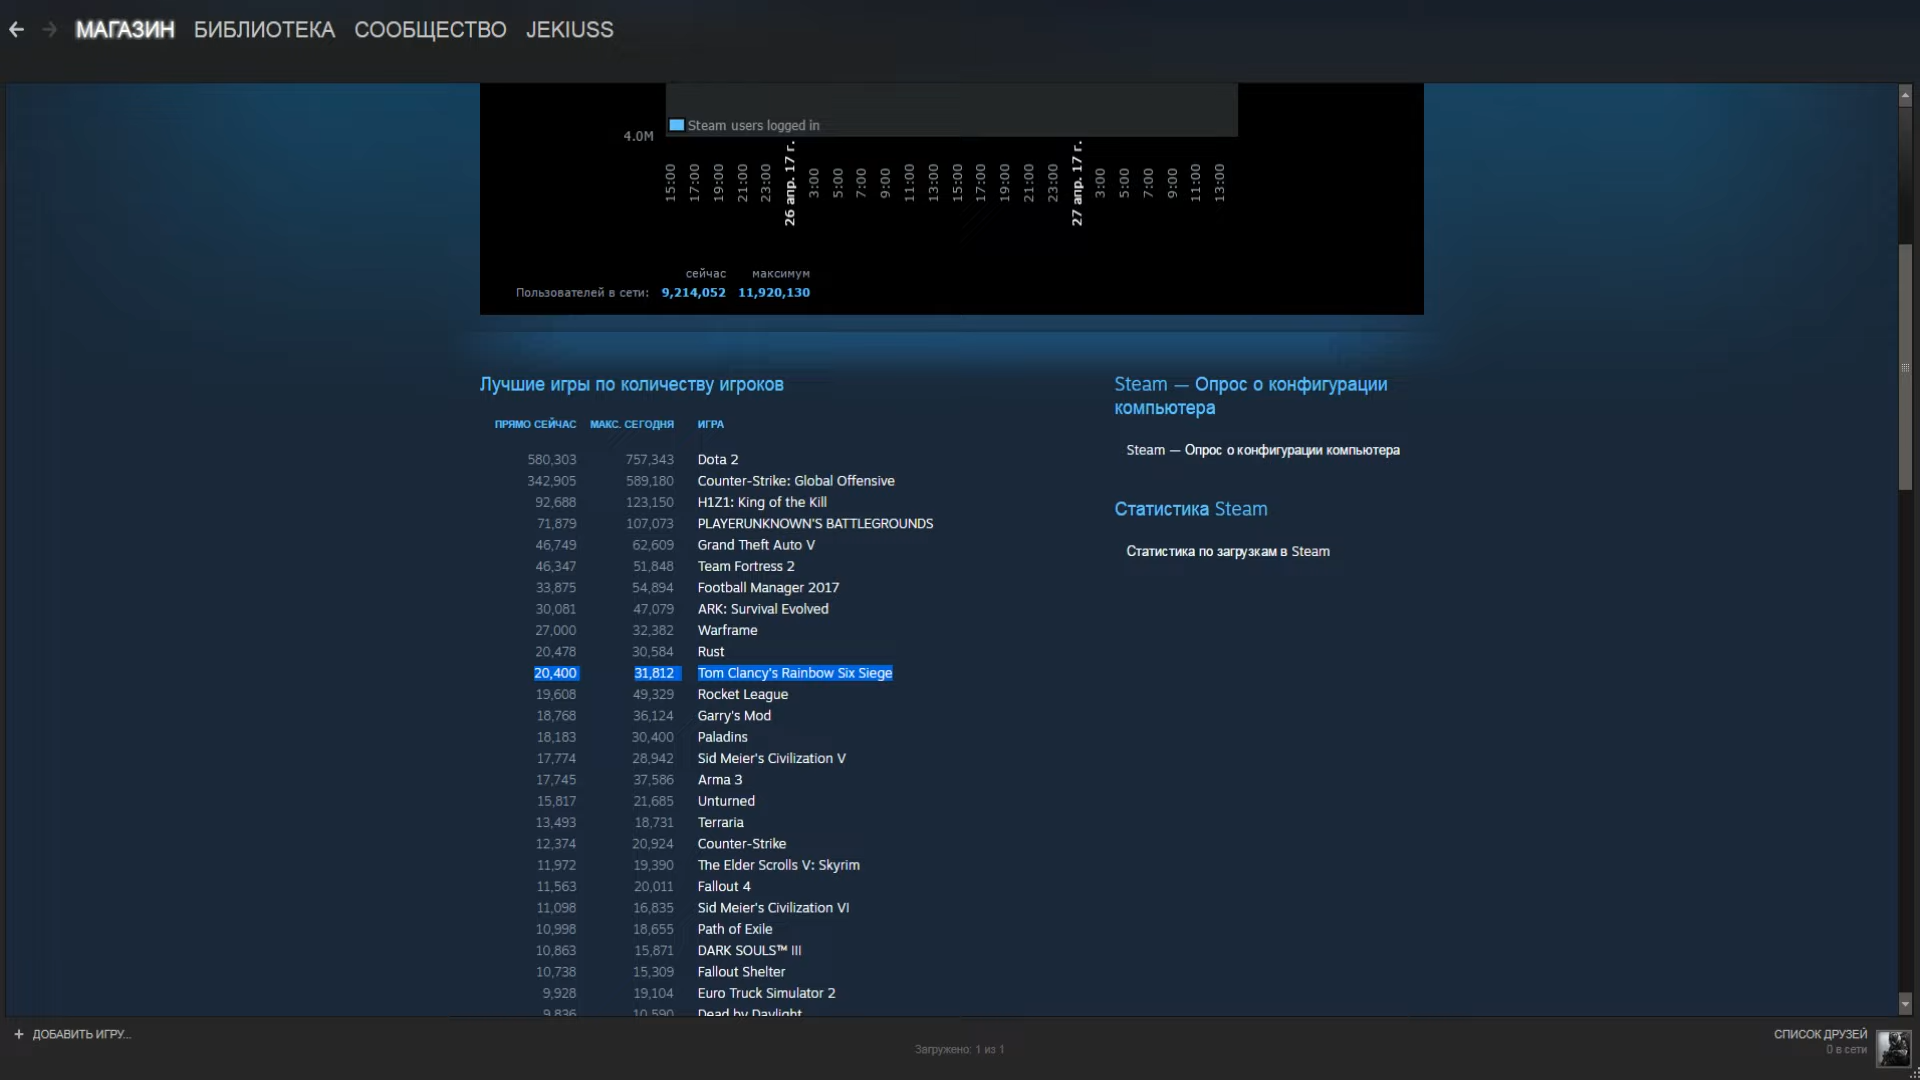 МАГАЗИН БИБЛИОТЕКА СООБЩЕСТВО JEKIUSS
4.0M
Steam users logged in
15:00 17:00 19:00 21:00 23:00 26 апр. 17 г. 3:00 5:00 7:00 9:00 11:00 13:00 15:00 17:00 19:00 21:00 23:00 27 апр. 17 г. 3:00 5:00 7:00 9:00 11:00 13:00
сейчас максимум
Пользователей в сети: 9,214,052 11,920,130
Лучшие игры по количеству игроков
ПРЯМО СЕЙЧАС МАКС. СЕГОДНЯ ИГРА
580,303 757,343 Dota 2
342,905 589,180 Counter-Strike: Global Offensive
92,688 123,150 H1Z1: King of the Kill
71,879 107,073 PLAYERUNKNOWN'S BATTLEGROUNDS
46,749 62,609 Grand Theft Auto V
46,347 51,848 Team Fortress 2
33,875 54,894 Football Manager 2017
30,081 47,079 ARK: Survival Evolved
27,000 32,382 Warframe
20,478 30,584 Rust
20,400 31,812 Tom Clancy's Rainbow Six Siege
19,608 49,329 Rocket League
18,768 36,124 Garry's Mod
18,183 30,400 Paladins
17,774 28,942 Sid Meier's Civilization V
17,745 37,586 Arma 3
15,817 21,685 Unturned
13,493 18,731 Terraria
12,374 20,924 Counter-Strike
11,972 19,390 The Elder Scrolls V: Skyrim
11,563 20,011 Fallout 4
11,098 16,835 Sid Meier's Civilization VI
10,998 18,655 Path of Exile
10,863 15,871 DARK SOULS™ III
10,738 15,309 Fallout Shelter
9,928 19,104 Euro Truck Simulator 2
9,836 10,590 Dead by Daylight
Steam — Опрос о конфигурации
компьютера
Steam — Опрос о конфигурации компьютера
Статистика Steam
Статистика по загрузкам в Steam
+ ДОБАВИТЬ ИГРУ...
Загружено: 1 из 1
СПИСОК ДРУЗЕЙ
0 в сети